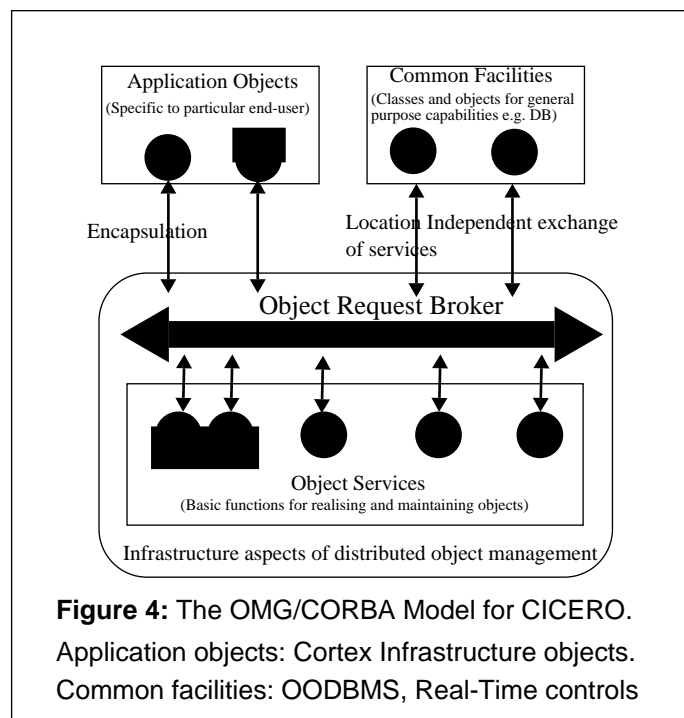 Application Objects
(Specific to particular end-user)
Common Facilities
(Classes and objects for general
purpose capabilities e.g. DB)
Encapsulation
Location Independent exchange
of services
Object Request Broker
Object Services
(Basic functions for realising and maintaining objects)
Infrastructure aspects of distributed object management
Figure 4: The OMG/CORBA Model for CICERO.
Application objects: Cortex Infrastructure objects.
Common facilities: OODBMS, Real-Time controls